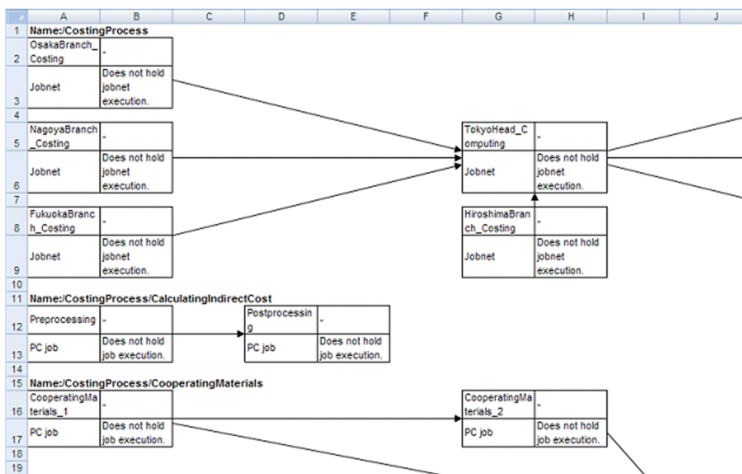 A B C D E F G H I J
1 Name:/CostingProcess
2 OsakaBranch_ -
Costing
3 Jobnet Does not hold
jobnet
execution.
4
5 NagoyaBranch - TokyoHead_C -
_Costing omputing
6 Jobnet Does not hold Jobnet Does not hold
jobnet jobnet
execution. execution.
7
8 FukuokaBranc - HiroshimaBran -
h_Costing ch_Costing
9 Jobnet Does not hold Jobnet Does not hold
jobnet jobnet
execution. execution.
10
11 Name:/CostingProcess/CalculatingIndirectCost
12 Preprocessing - Postprocessin -
g
13 PC job Does not hold PC job Does not hold
job execution. job execution.
14
15 Name:/CostingProcess/CooperatingMaterials
16 CooperatingMa - CooperatingMa -
terials_1 terials_2
17 PC job Does not hold PC job Does not hold
job execution. job execution.
18
19